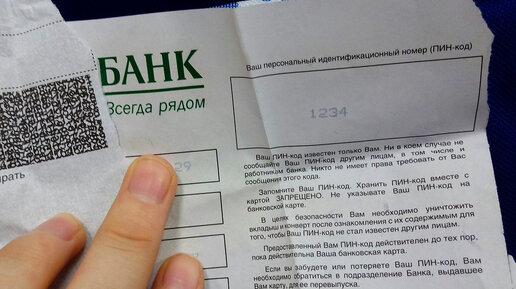 БАНК
Всегда рядом
29
рать
Ваш персональный идентификационный номер (ПИН-код)
1234
Ваш ПИН-код известен только Вам. Ни в коем случае не
сообщайте Ваш ПИН-код другим лицам, в том числе и
работникам банка. Никто не имеет права требовать от Вас
сообщения этого кода.
Запомните Ваш ПИН-код. Хранить ПИН-код вместе с
картой ЗАПРЕЩЕНО. Не указывайте Ваш ПИН-код на
банковской карте.
В целях безопасности Вам необходимо уничтожить
вкладыш и конверт после ознакомления с их содержимым для
того, чтобы Ваш ПИН-код не стал известен другим лицам.
Предоставленный Вам ПИН-код действителен до тех пор,
пока действительна Ваша банковская карта.
Если вы забудете или потеряете Ваш ПИН-код, Вам
необходимо обратиться в подразделение Банка, выдавшее
Вам карту, для ее перевыпуска.